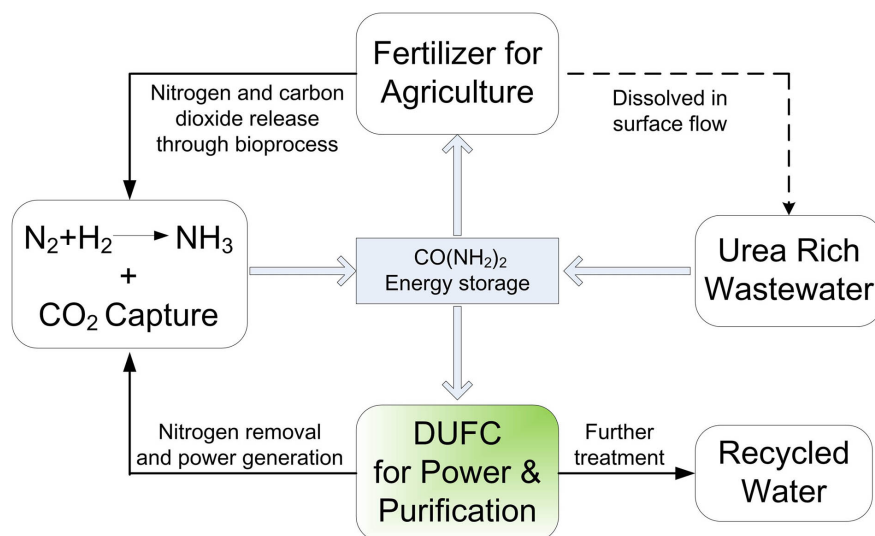 Fertilizer for
Agriculture
Nitrogen and carbon
dioxide release
through bioprocess
Dissolved in
surface flow
N₂+H₂ → NH₃
+
CO₂ Capture
CO(NH₂)₂
Energy storage
Urea Rich
Wastewater
Nitrogen removal
and power generation
DUFC
for Power &
Purification
Further
treatment
Recycled
Water